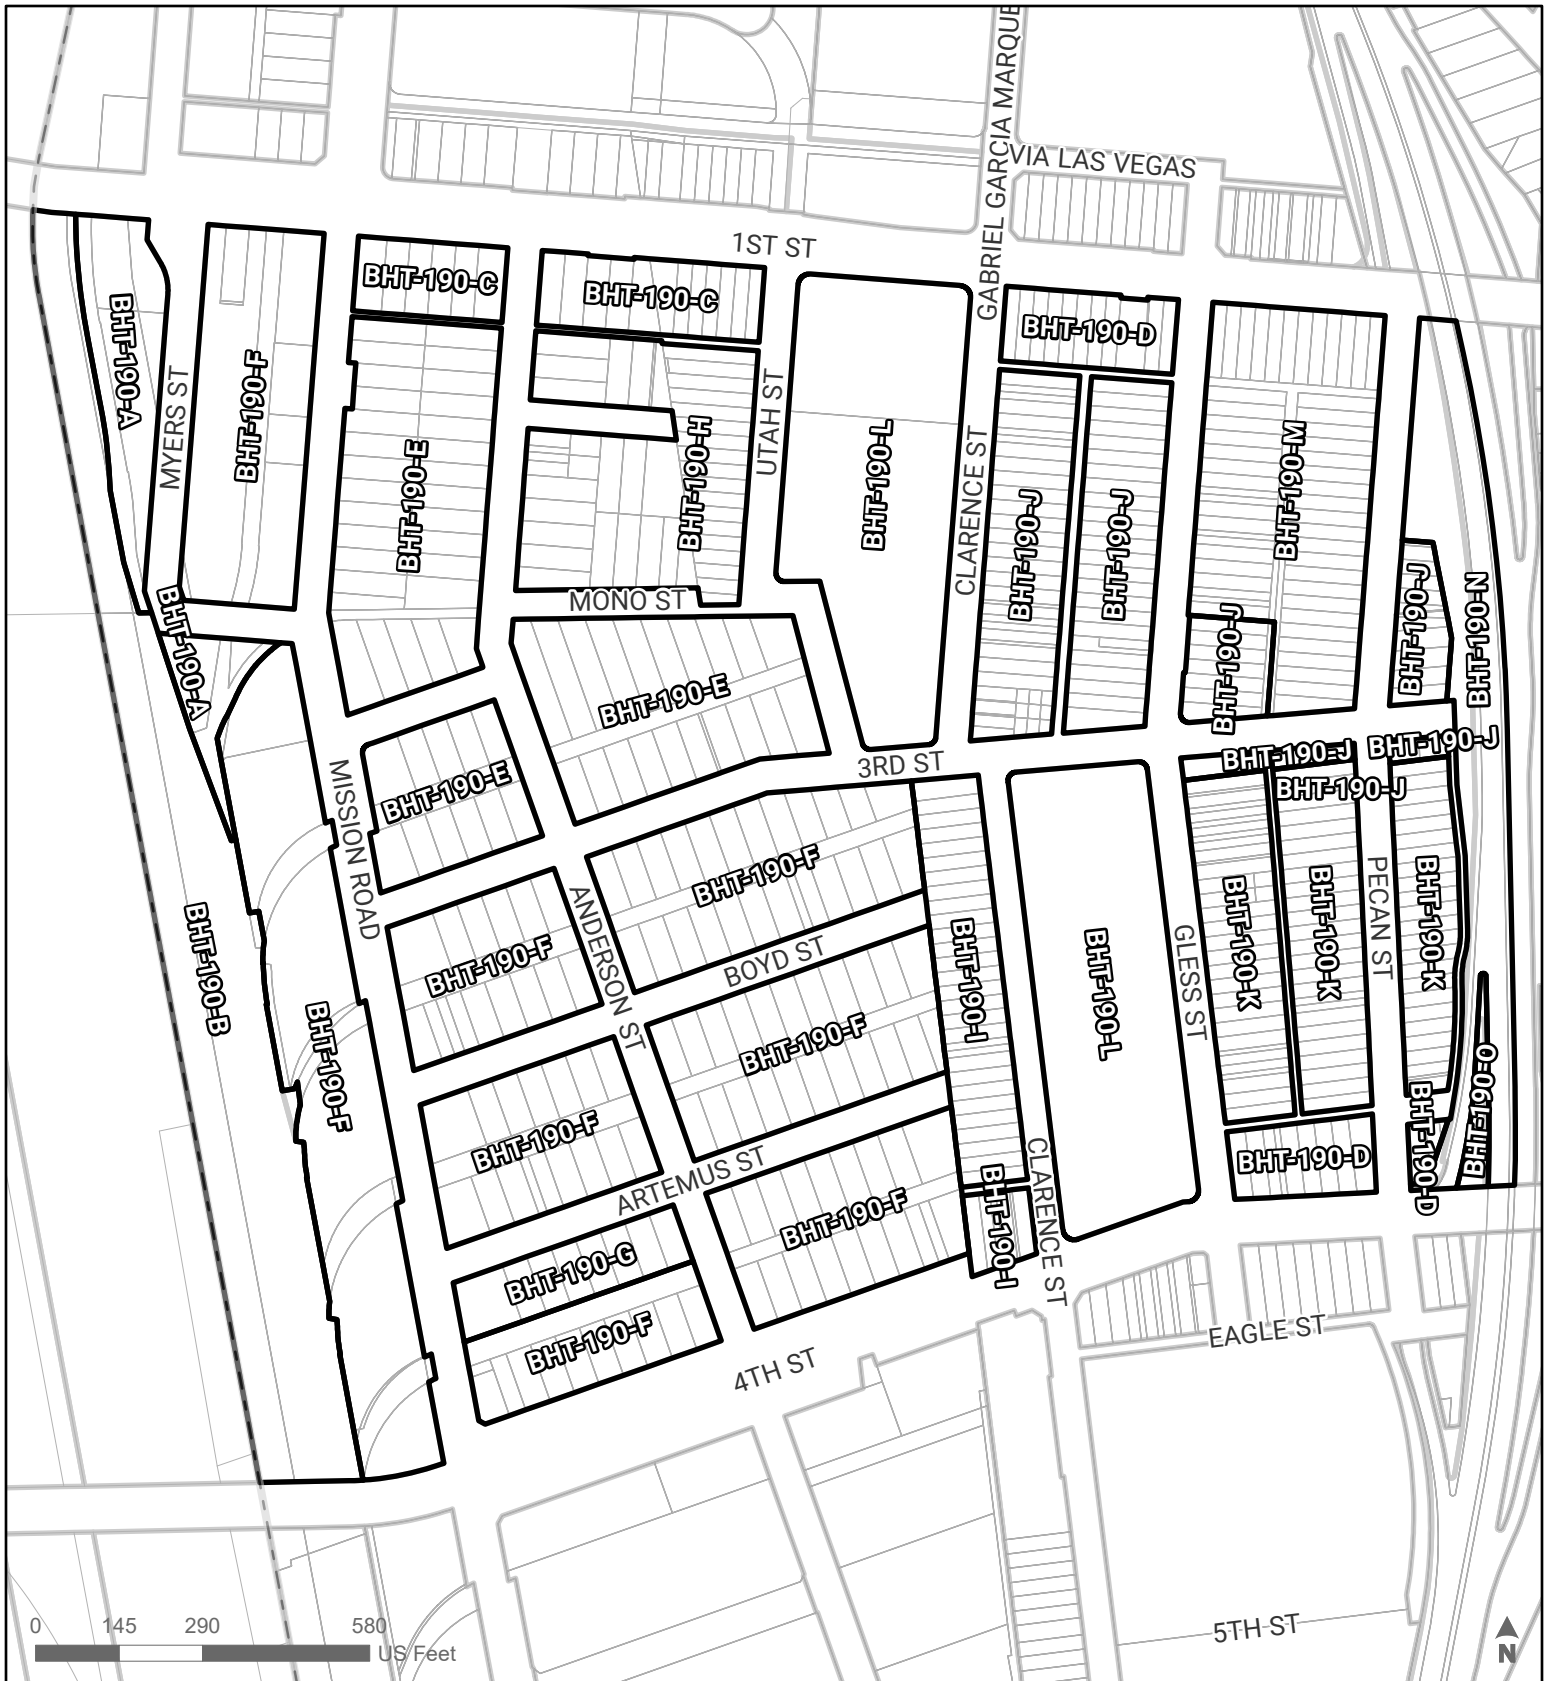 GABRIEL GARCIA MARQUE
VIA LAS VEGAS
1ST ST
BHT-190-C
BHT-190-C
BHT-190-D
BHT-190-A
MYERS ST
BHT-190-F
BHT-190-E
BHT-190-H
UTAH ST
BHT-190-L
CLARENCE ST
BHT-190-J
BHT-190-J
BHT-190-M
BHT-190-J
BHT-190-J
BHT-190-N
MONO ST
BHT-190-A
BHT-190-E
BHT-190-E
3RD ST
BHT-190-J
BHT-190-J
BHT-190-J
MISSION ROAD
BHT-190-F
BHT-190-F
ANDERSON ST
BOYD ST
BHT-190-B
BHT-190-F
BHT-190-F
BHT-190-I
BHT-190-L
GLESS ST
BHT-190-K
BHT-190-K
PECAN ST
BHT-190-K
BHT-190-O
BHT-190-F
ARTEMUS ST
BHT-190-F
BHT-190-I
CLARENCE ST
BHT-190-D
BHT-190-D
BHT-190-G
BHT-190-F
4TH ST
EAGLE ST
5TH ST
0 145 290 580
US Feet
N